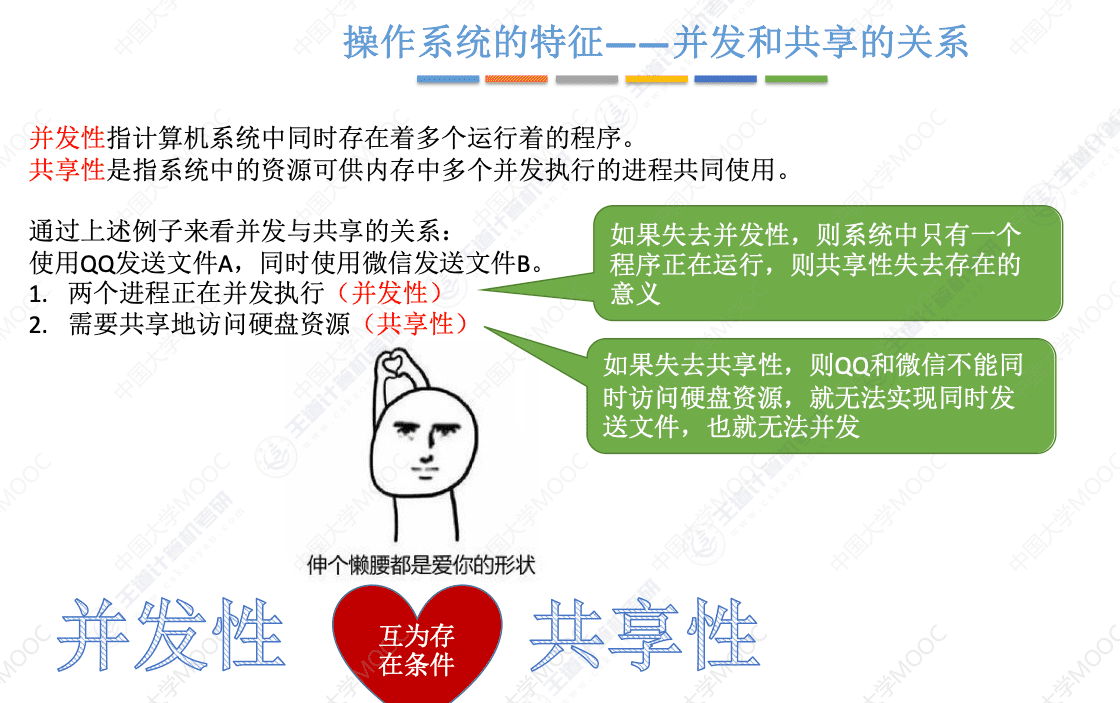 操作系统的特征——并发和共享的关系
并发性指计算机系统中同时存在着多个运行着的程序。
共享性是指系统中的资源可供内存中多个并发执行的进程共同使用。
通过上述例子来看并发与共享的关系：
使用QQ发送文件A，同时使用微信发送文件B。
1. 两个进程正在并发执行（并发性）
2. 需要共享地访问硬盘资源（共享性）
如果失去并发性，则系统中只有一个
程序正在运行，则共享性失去存在的
意义
如果失去共享性，则QQ和微信不能同
时访问硬盘资源，就无法实现同时发
送文件，也就无法并发
伸个懒腰都是爱你的形状
并发性
互为存
在条件
共享性
中国大学MOOC
王道计算机考研